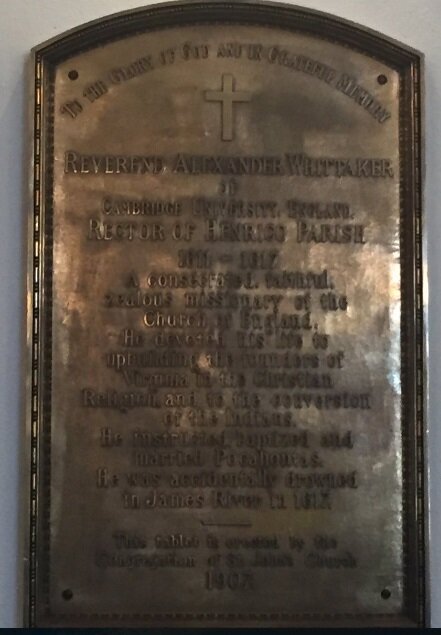 To the Glory of God and in Grateful Memory
Reverend Alexander Whittaker
of
Cambridge University, England.
Rector of Henrico Parish
1611 – 1617
A consecrated, faithful,
zealous missionary of the
Church of England,
He devoted his life to
upbuilding the founders of
Virginia in the Christian
Religion, and to the conversion
of the Indians.
He instructed, baptized and
married Pocahontas.
He was accidentally drowned
in James River in 1617.
This tablet is erected by the
Congregation of St. John's Church
1907